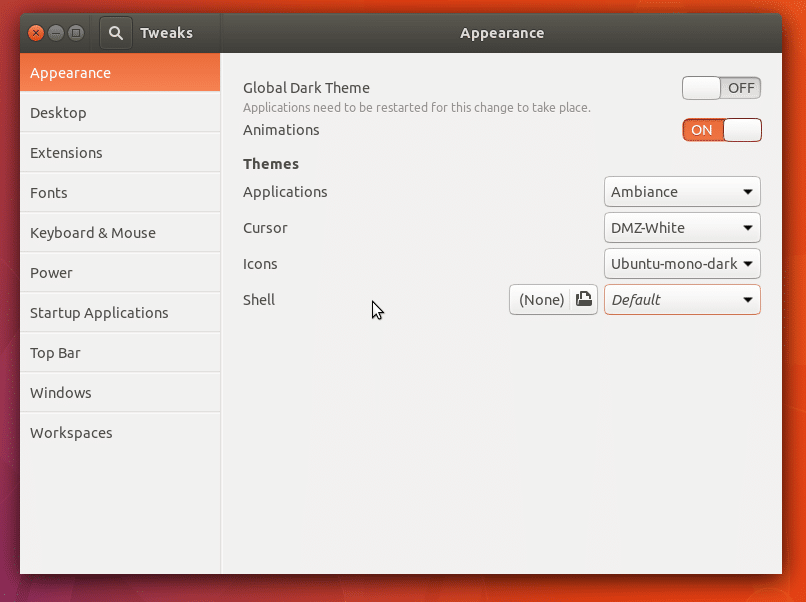 Tweaks
Appearance
Appearance
Desktop
Extensions
Fonts
Keyboard & Mouse
Power
Startup Applications
Top Bar
Windows
Workspaces
Global Dark Theme OFF
Applications need to be restarted for this change to take place.
Animations ON
Themes
Applications Ambiance
Cursor DMZ-White
Icons Ubuntu-mono-dark
Shell (None) Default